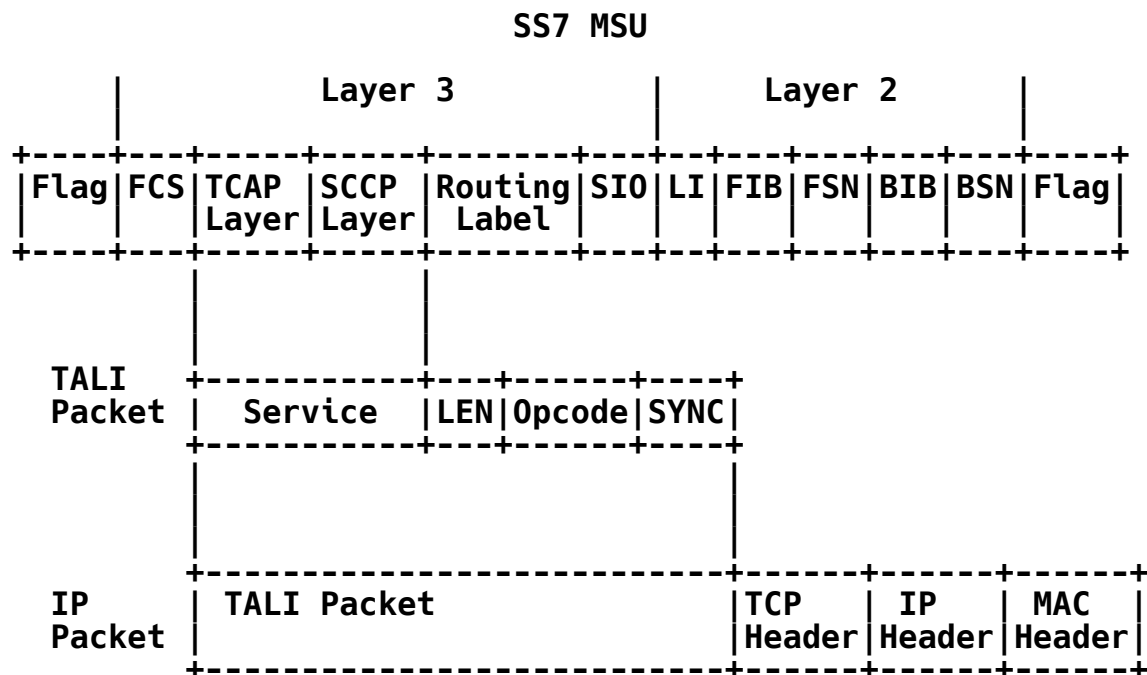 SS7 MSU
| Layer 3 | Layer 2 |
| | |
+----+---+-----+-----+-------+---+--+---+---+---+---+----+
|Flag|FCS|TCAP |SCCP |Routing|SIO|LI|FIB|FSN|BIB|BSN|Flag|
| | |Layer|Layer| Label | | | | | | | |
+----+---+-----+-----+-------+---+--+---+---+---+---+----+
| |
| |
| |
TALI +-----------+---+------+----+
Packet | Service |LEN|Opcode|SYNC|
+-----------+---+------+----+
| |
| |
| |
+---------------------------+------+------+------+
IP | TALI Packet |TCP | IP | MAC |
Packet | |Header|Header|Header|
+---------------------------+------+------+------+